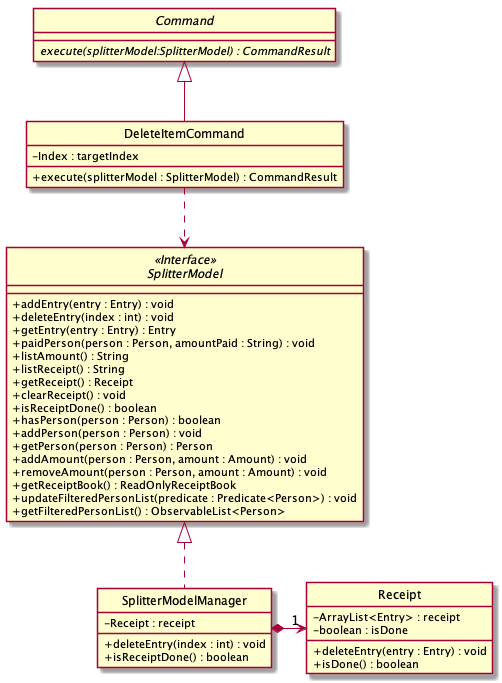 Command
execute(splitterModel:SplitterModel) : CommandResult
DeleteItemCommand
–Index : targetIndex
+execute(splitterModel : SplitterModel) : CommandResult
«Interface»
SplitterModel
+addEntry(entry : Entry) : void
+deleteEntry(index : int) : void
+getEntry(entry : Entry) : Entry
+paidPerson(person : Person, amountPaid : String) : void
+listAmount() : String
+listReceipt() : String
+getReceipt() : Receipt
+clearReceipt() : void
+isReceiptDone() : boolean
+hasPerson(person : Person) : boolean
+addPerson(person : Person) : void
+getPerson(person : Person) : Person
+addAmount(person : Person, amount : Amount) : void
+removeAmount(person : Person, amount : Amount) : void
+getReceiptBook() : ReadOnlyReceiptBook
+updateFilteredPersonList(predicate : Predicate<Person>) : void
+getFilteredPersonList() : ObservableList<Person>
SplitterModelManager
–Receipt : receipt
+deleteEntry(index : int) : void
+isReceiptDone() : boolean
1
Receipt
–ArrayList<Entry> : receipt
–boolean : isDone
+deleteEntry(entry : Entry) : void
+isDone() : boolean